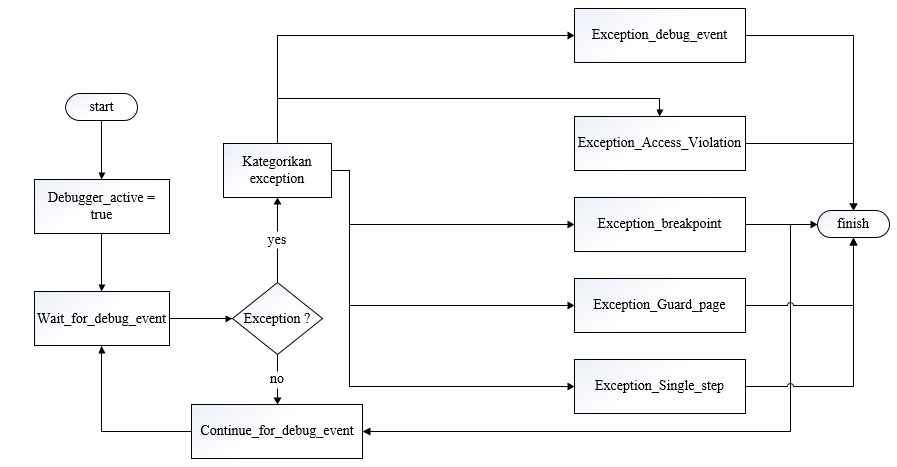 start
Debugger_active =
true
Wait_for_debug_event
Exception ?
yes
no
Kategorikan
exception
Continue_for_debug_event
Exception_debug_event
Exception_Access_Violation
Exception_breakpoint
Exception_Guard_page
Exception_Single_step
finish